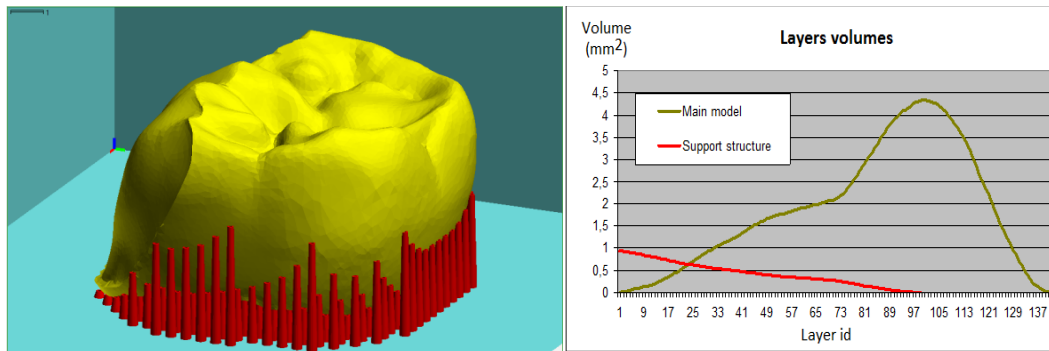 1
Volume
(mm²)
Layers volumes
5
4,5
4
3,5
3
2,5
2
1,5
1
0,5
0
Main model
Support structure
1 9 17 25 33 41 49 57 65 73 81 89 97 105 113 121 129 137
Layer id